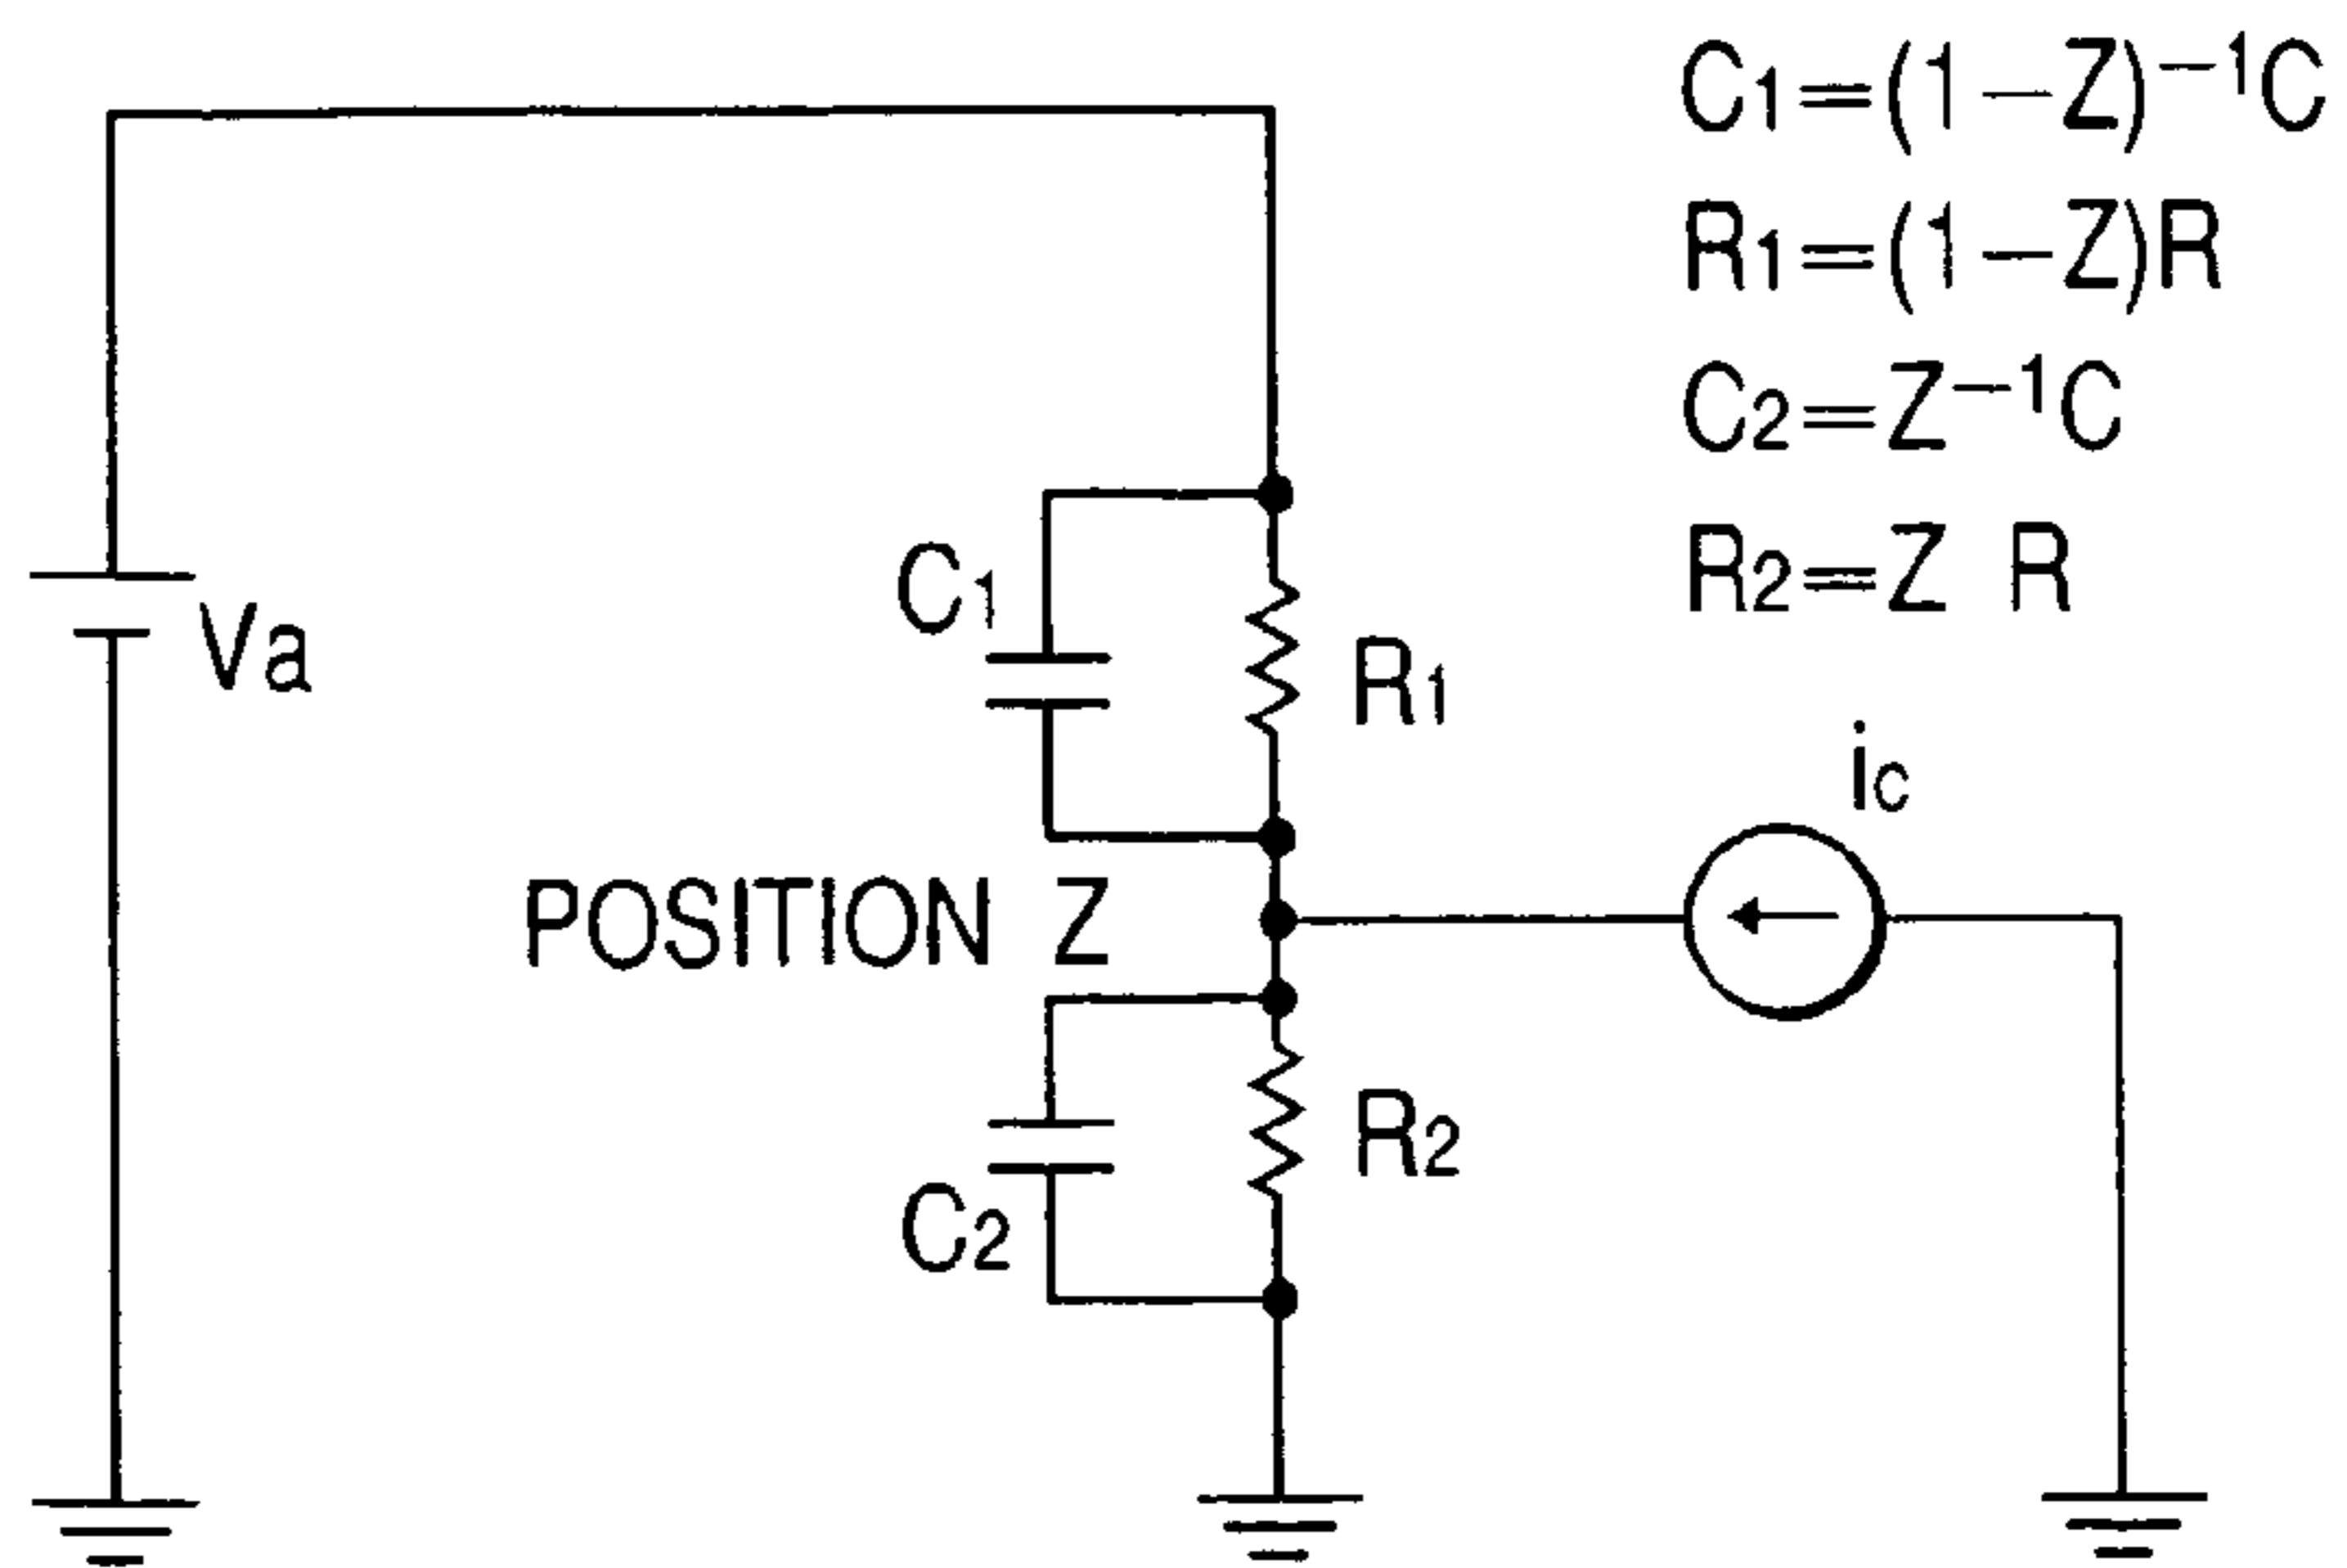 C1=(1−Z)⁻¹C
R1=(1−Z)R
C2=Z⁻¹C
R2=Z R
Va
C1
R1
ic
POSITION Z
R2
C2